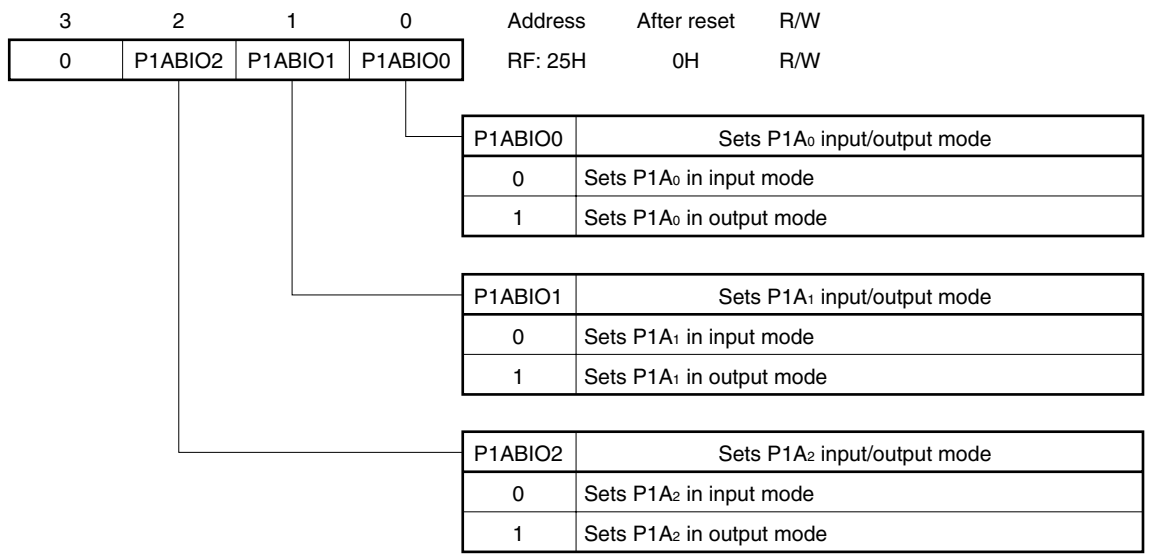 3 2 1 0 Address After reset R/W
0 P1ABIO2 P1ABIO1 P1ABIO0 RF: 25H 0H R/W
P1ABIO0 Sets P1A₀ input/output mode
0 Sets P1A₀ in input mode
1 Sets P1A₀ in output mode
P1ABIO1 Sets P1A₁ input/output mode
0 Sets P1A₁ in input mode
1 Sets P1A₁ in output mode
P1ABIO2 Sets P1A₂ input/output mode
0 Sets P1A₂ in input mode
1 Sets P1A₂ in output mode